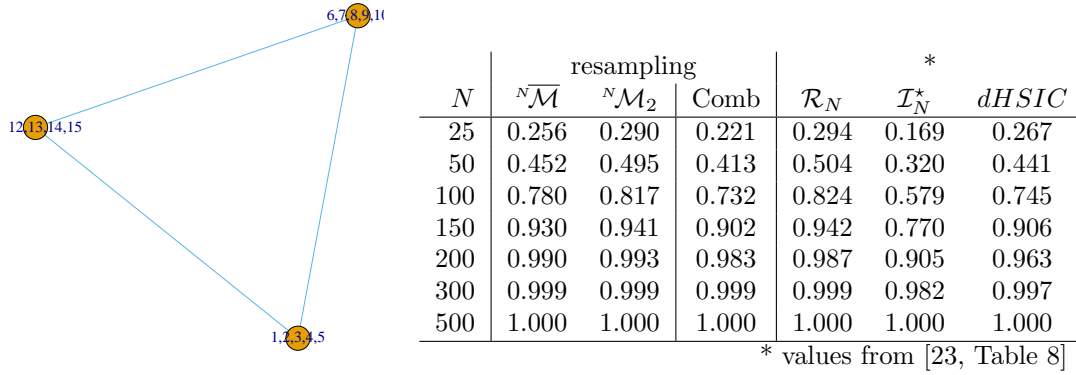 6,7,8,9,10
12,13,14,15
1,2,3,4,5
resampling *
N ᴺM̅ ᴺM₂ Comb R_N I_N^⋆ dHSIC
25 0.256 0.290 0.221 0.294 0.169 0.267
50 0.452 0.495 0.413 0.504 0.320 0.441
100 0.780 0.817 0.732 0.824 0.579 0.745
150 0.930 0.941 0.902 0.942 0.770 0.906
200 0.990 0.993 0.983 0.987 0.905 0.963
300 0.999 0.999 0.999 0.999 0.982 0.997
500 1.000 1.000 1.000 1.000 1.000 1.000
* values from [23, Table 8]